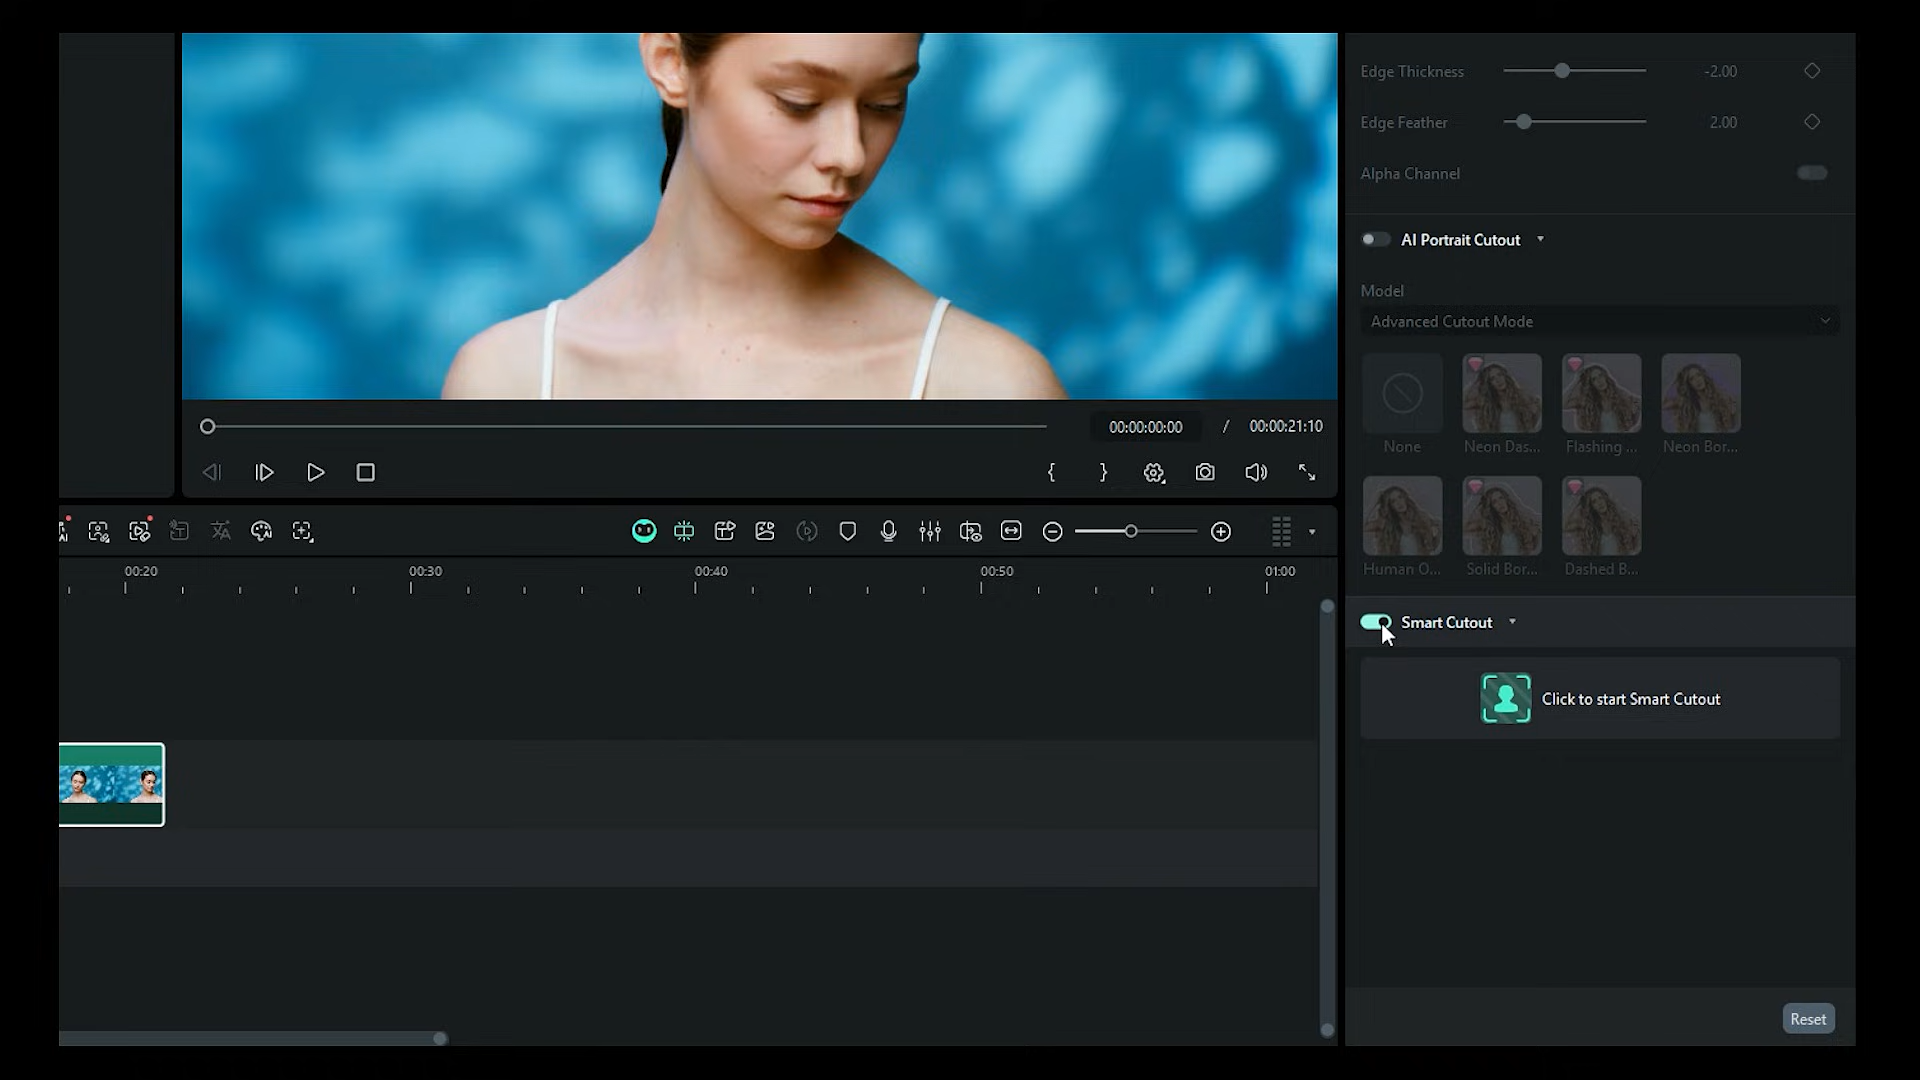 Edge Thickness -2.00
Edge Feather 2.00
Alpha Channel
AI Portrait Cutout
Model
Advanced Cutout Mode
None Neon Das... Flashing ... Neon Bor...
Human O... Solid Bor... Dashed B...
Smart Cutout
Click to start Smart Cutout
Reset
00:00:00:00 / 00:00:21:10
{ }
00:20 00:30 00:40 00:50 01:00